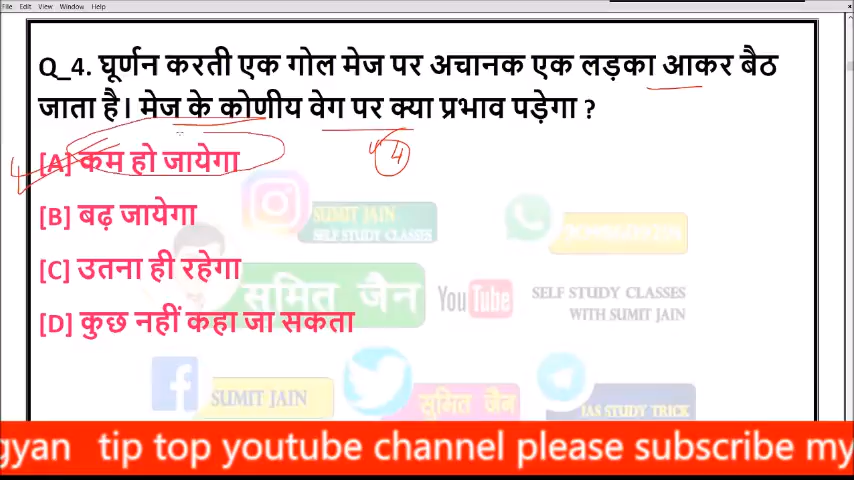 File Edit View Window Help
Q_4. घूर्णन करती एक गोल मेज पर अचानक एक लड़का आकर बैठ
जाता है। मेज के कोणीय वेग पर क्या प्रभाव पड़ेगा ?
4 [A] कम हो जायेगा 4
[B] बढ़ जायेगा
[C] उतना ही रहेगा
[D] कुछ नहीं कहा जा सकता
SUMIT JAIN
SELF STUDY CLASSES
सुमित जैन
YouTube
SELF STUDY CLASSES
WITH SUMIT JAIN
SUMIT JAIN
सुमित जैन
IAS STUDY TRICK
gyan tip top youtube channel please subscribe my